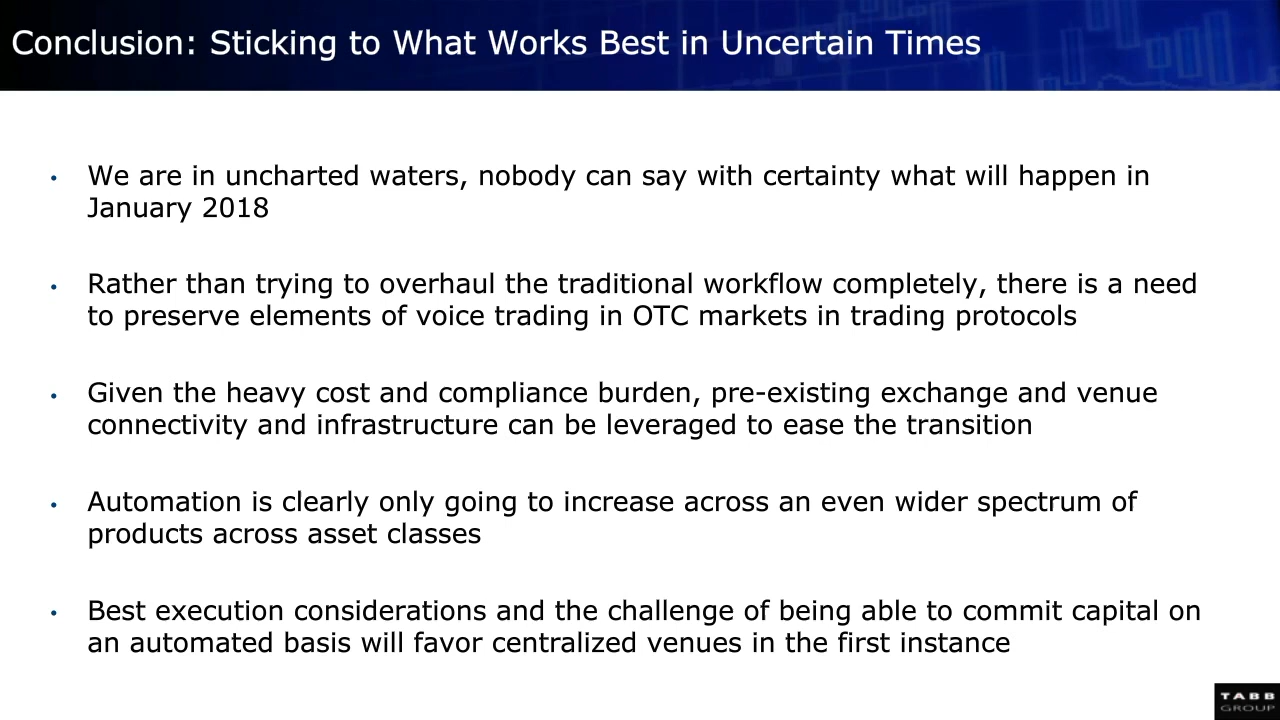 Conclusion: Sticking to What Works Best in Uncertain Times
• We are in uncharted waters, nobody can say with certainty what will happen in
January 2018
• Rather than trying to overhaul the traditional workflow completely, there is a need
to preserve elements of voice trading in OTC markets in trading protocols
• Given the heavy cost and compliance burden, pre-existing exchange and venue
connectivity and infrastructure can be leveraged to ease the transition
• Automation is clearly only going to increase across an even wider spectrum of
products across asset classes
• Best execution considerations and the challenge of being able to commit capital on
an automated basis will favor centralized venues in the first instance
TABB
GROUP